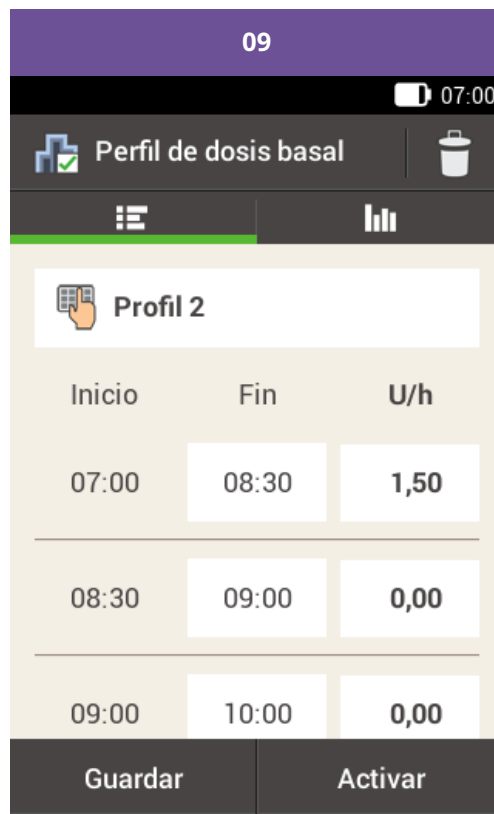 09
07:00
Perfil de dosis basal
Profil 2
Inicio Fin U/h
07:00 08:30 1,50
08:30 09:00 0,00
09:00 10:00 0,00
Guardar Activar